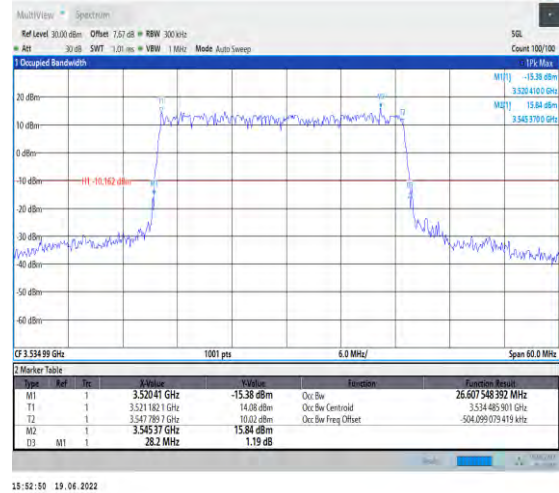 MultiView Spectrum
Ref Level 30.00 dBm Offset 7.67 dB RBW 300 kHz SGL
Att 30 dB SWT 1.01 ms VBW 1 MHz Mode Auto Sweep Count 100/100
1 Occupied Bandwidth 1Pk Max
M1[1] -15.38 dBm
3.520 4100 GHz
15.84 dBm
3.545 3700 GHz
T1
T2
20 dBm
10 dBm
0 dBm
-10 dBm
H1 -10.162 dBm
-20 dBm
-30 dBm
-40 dBm
-50 dBm
-60 dBm
CF 3.534 99 GHz 1001 pts 6.0 MHz/ Span 60.0 MHz
2 Marker Table
Type Ref Trc X-Value Y-Value Function Function Result
M1 1 3.52041 GHz -15.38 dBm Occ Bw 26.607 548 392 MHz
T1 1 3.521 182 1 GHz 14.08 dBm Occ Bw Centroid 3.534 485 901 GHz
T2 1 3.547 789 7 GHz 10.02 dBm Occ Bw Freq Offset -504.099 079 419 kHz
M2 1 3.545 37 GHz 15.84 dBm
D3 M1 1 28.2 MHz 1.19 dB
15:52:50 19.06.2022